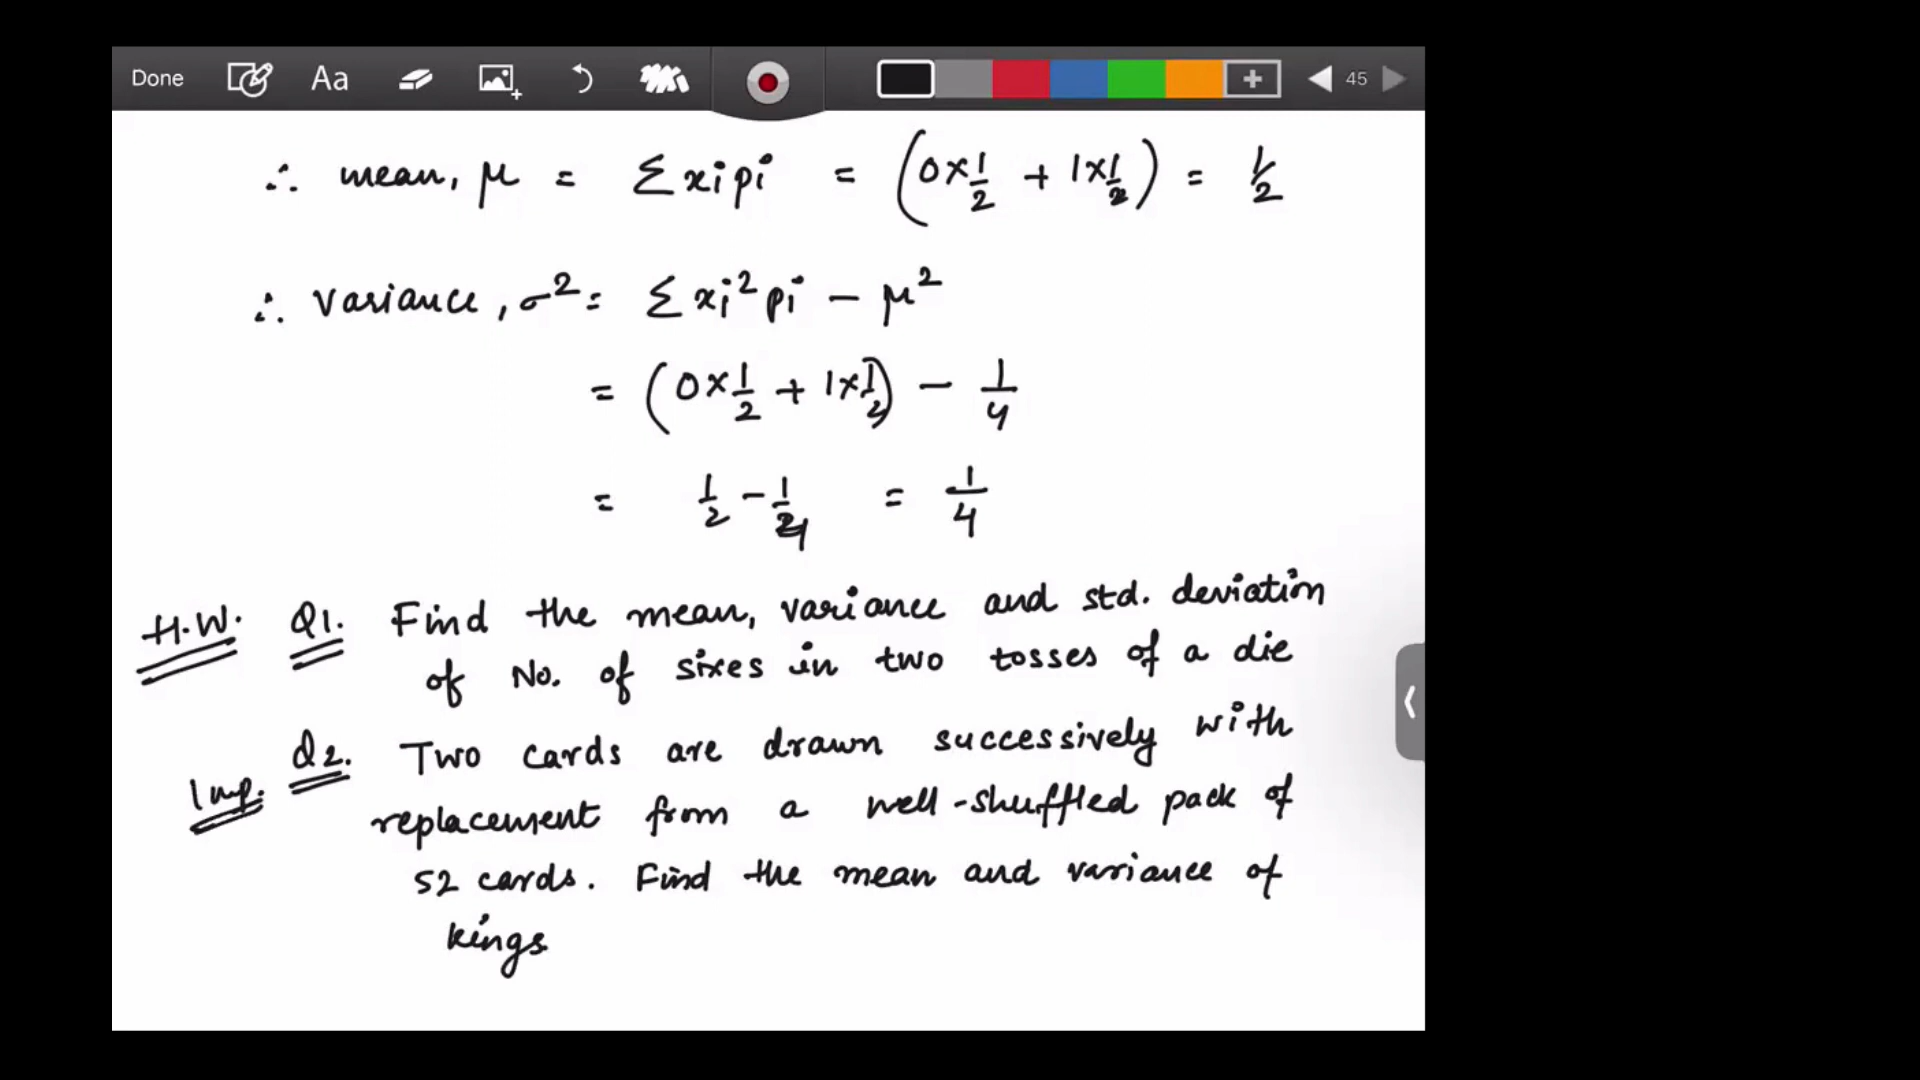 Done Aa 45
∴ mean, μ = Σxipi = (0×1/2 + 1×1/2) = 1/2
∴ variance, σ² = Σxi²pi − μ²
= (0×1/2 + 1×1/2) − 1/4
= 1/2 − 1/4 = 1/4
H.W. Q1. Find the mean, variance and std. deviation
of No. of sixes in two tosses of a die
Imp. Q2. Two cards are drawn successively with
replacement from a well-shuffled pack of
52 cards. Find the mean and variance of
kings.